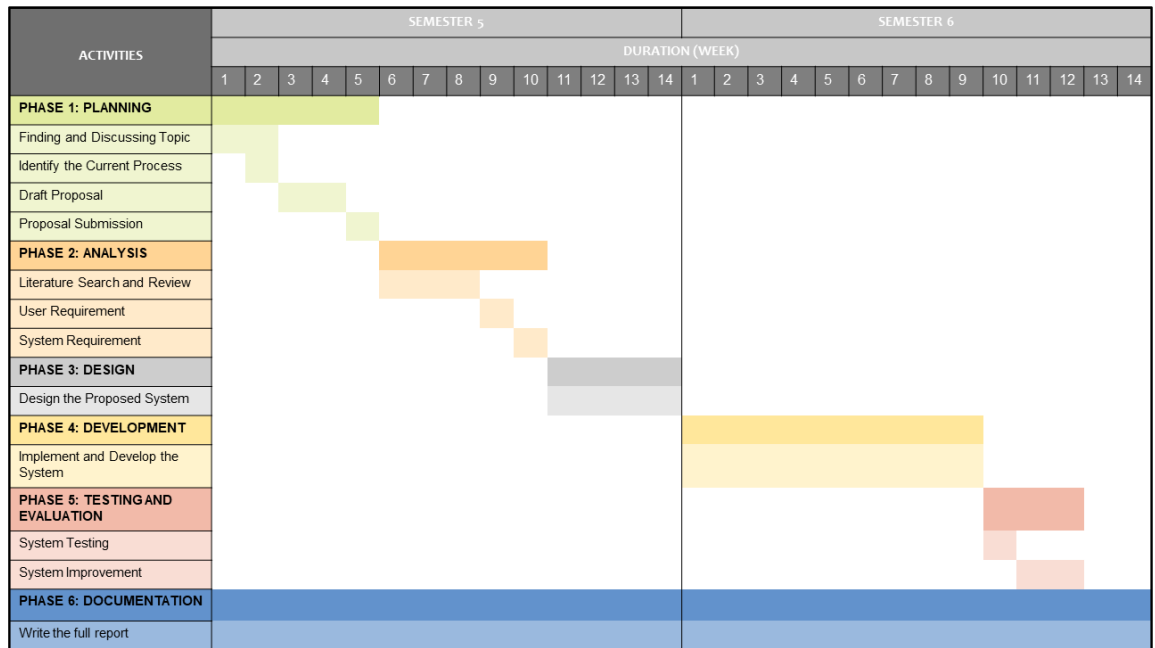 SEMESTER 5 SEMESTER 6
ACTIVITIES
DURATION (WEEK)
1 2 3 4 5 6 7 8 9 10 11 12 13 14 1 2 3 4 5 6 7 8 9 10 11 12 13 14
PHASE 1: PLANNING
Finding and Discussing Topic
Identify the Current Process
Draft Proposal
Proposal Submission
PHASE 2: ANALYSIS
Literature Search and Review
User Requirement
System Requirement
PHASE 3: DESIGN
Design the Proposed System
PHASE 4: DEVELOPMENT
Implement and Develop the
System
PHASE 5: TESTING AND
EVALUATION
System Testing
System Improvement
PHASE 6: DOCUMENTATION
Write the full report